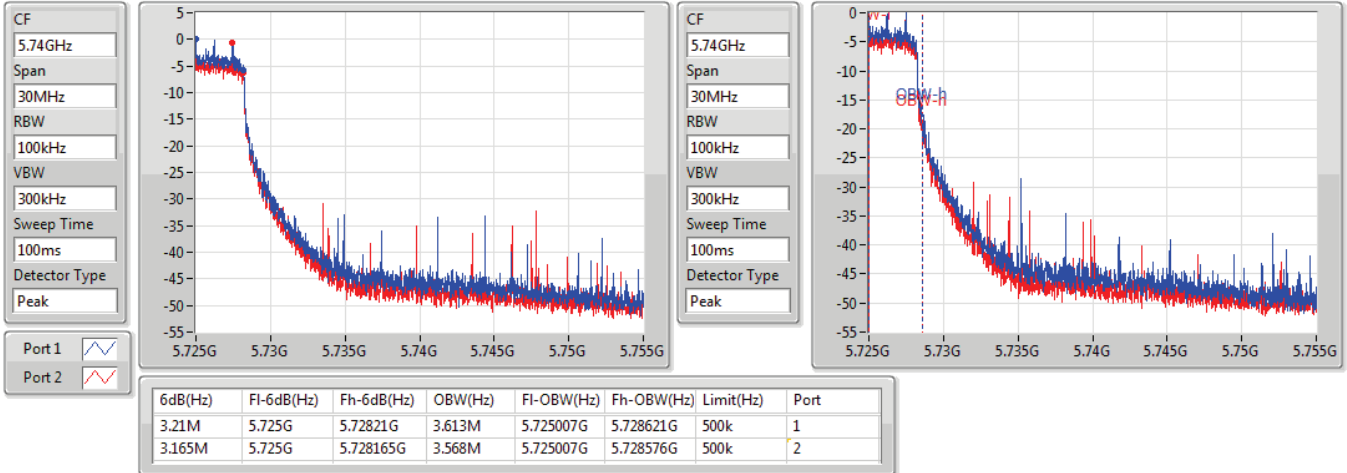 CF
5.74GHz
Span
30MHz
RBW
100kHz
VBW
300kHz
Sweep Time
100ms
Detector Type
Peak
Port 1
Port 2
5
0
-5
-10
-15
-20
-25
-30
-35
-40
-45
-50
-55
5.725G 5.73G 5.735G 5.74G 5.745G 5.75G 5.755G
CF
5.74GHz
Span
30MHz
RBW
100kHz
VBW
300kHz
Sweep Time
100ms
Detector Type
Peak
0
-5
-10
-15
-20
-25
-30
-35
-40
-45
-50
-55
OBW-h
OBW-h
5.725G 5.73G 5.735G 5.74G 5.745G 5.75G 5.755G
6dB(Hz) Fl-6dB(Hz) Fh-6dB(Hz) OBW(Hz) Fl-OBW(Hz) Fh-OBW(Hz) Limit(Hz) Port
3.21M 5.725G 5.72821G 3.613M 5.725007G 5.728621G 500k 1
3.165M 5.725G 5.728165G 3.568M 5.725007G 5.728576G 500k 2